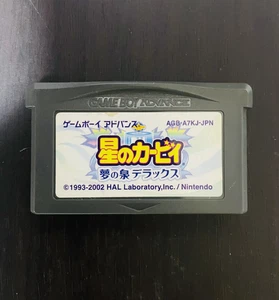 GAME BOY ADVANCE
ゲームボーイ アドバンス AGB-A7KJ-JPN
星のカービィ
夢の泉デラックス
©1993-2002 HAL Laboratory,Inc./ Nintendo